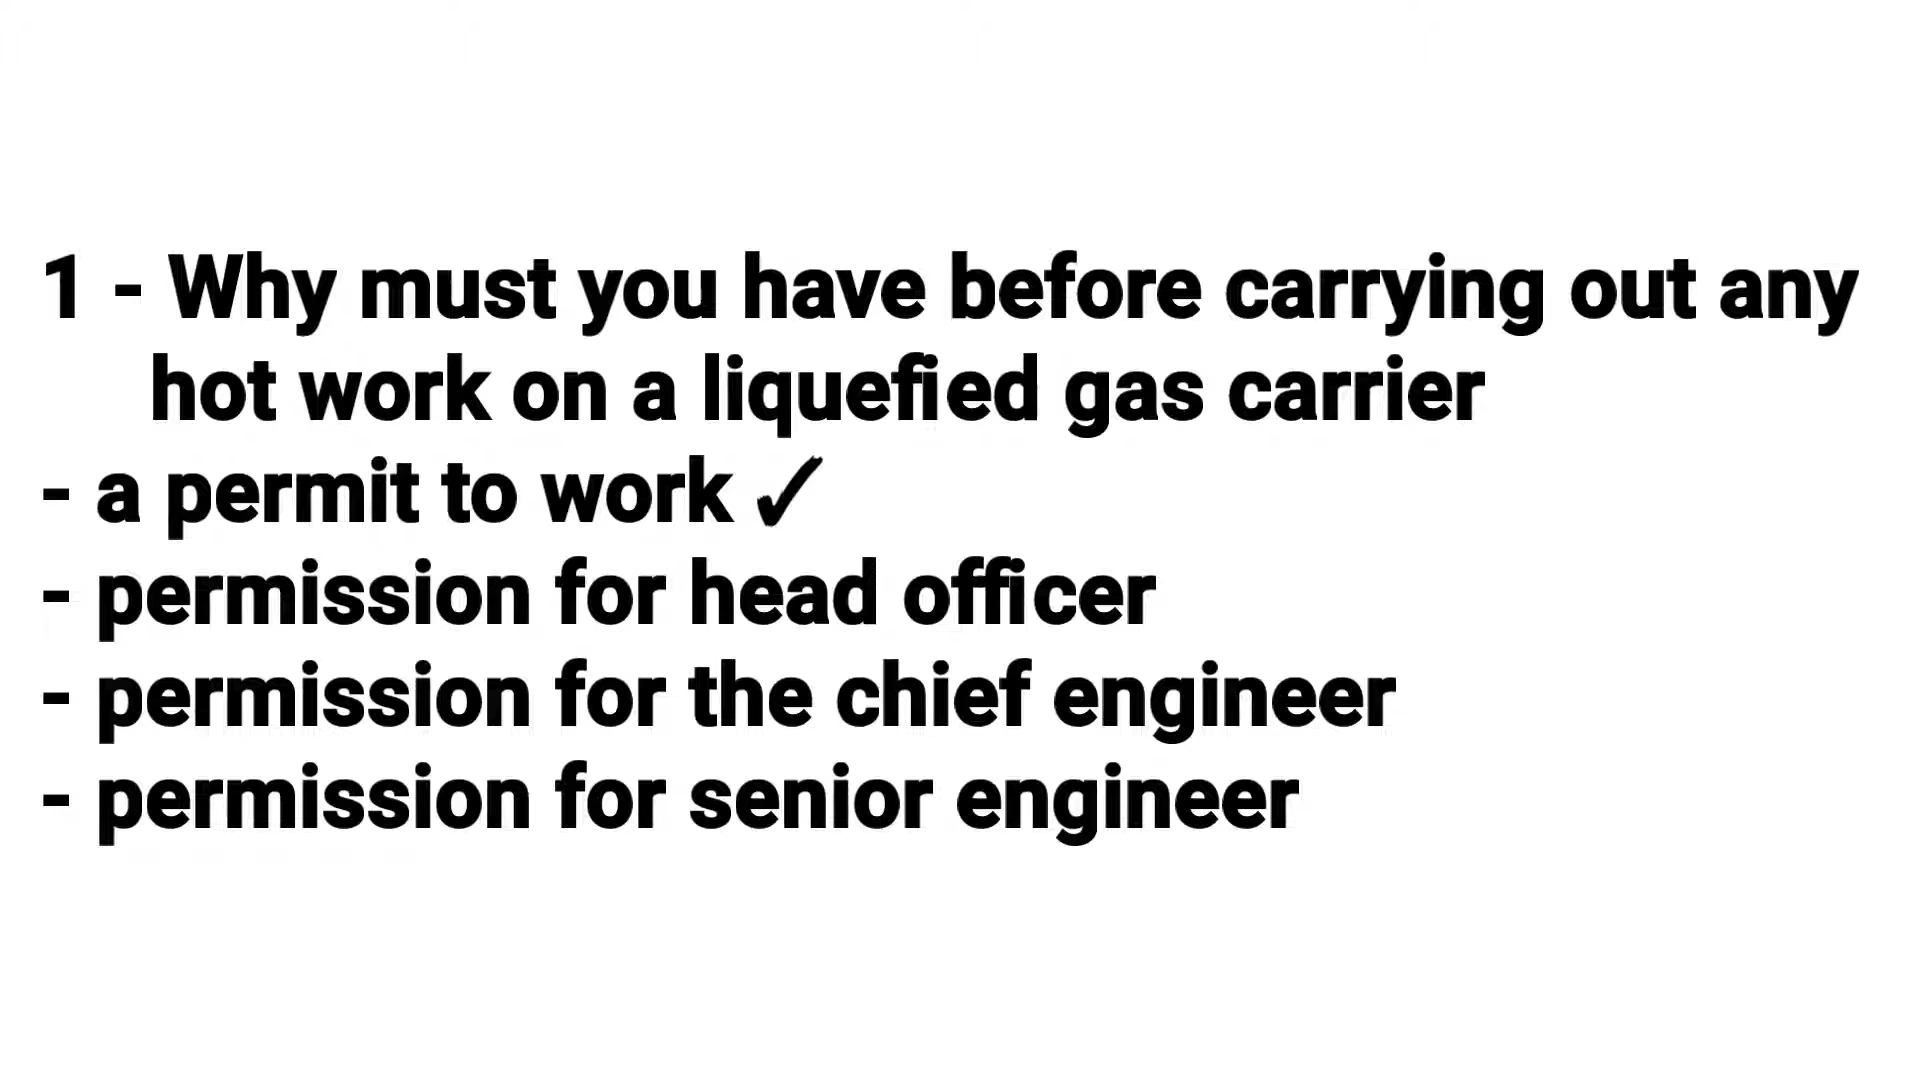 1 - Why must you have before carrying out any
hot work on a liquefied gas carrier
- a permit to work ✓
- permission for head officer
- permission for the chief engineer
- permission for senior engineer